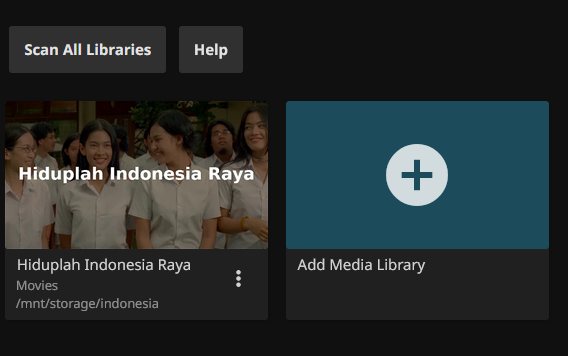 Scan All Libraries
Help
Hiduplah Indonesia Raya
Hiduplah Indonesia Raya
Movies
/mnt/storage/indonesia
Add Media Library